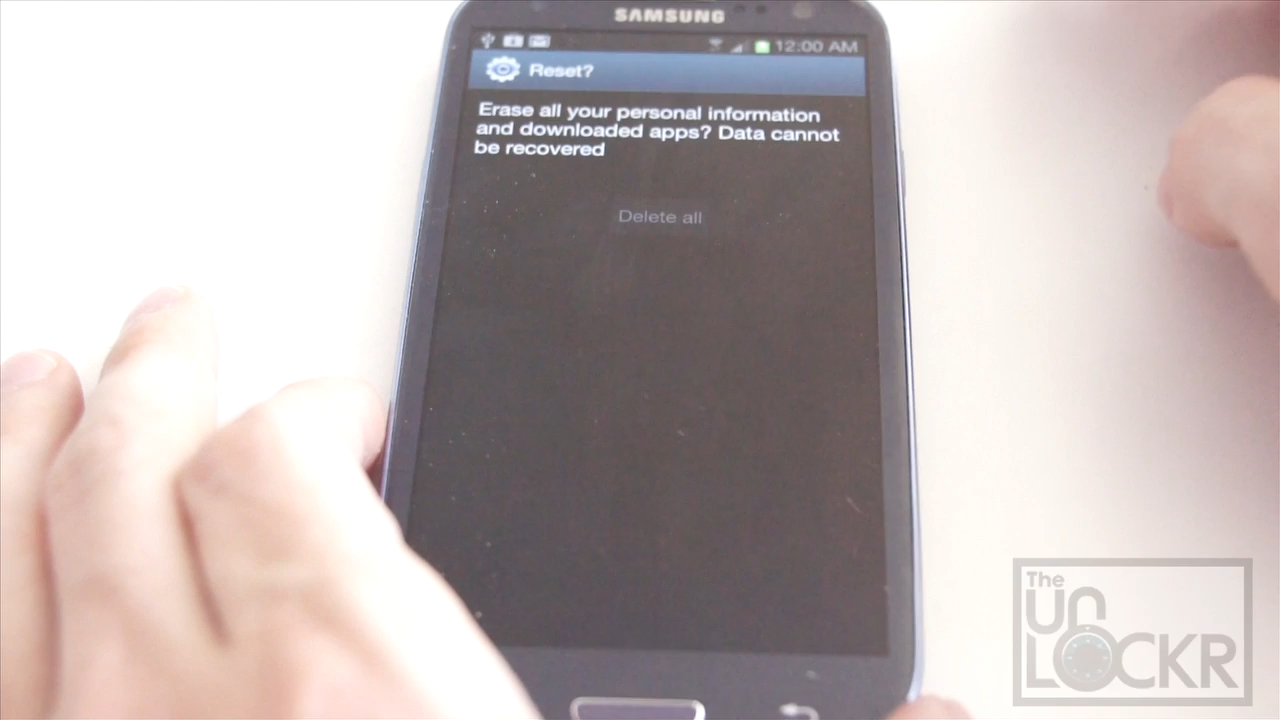 SAMSUNG
12:00 AM
Reset?
Erase all your personal information
and downloaded apps? Data cannot
be recovered
Delete all
The
UN
LOCKR